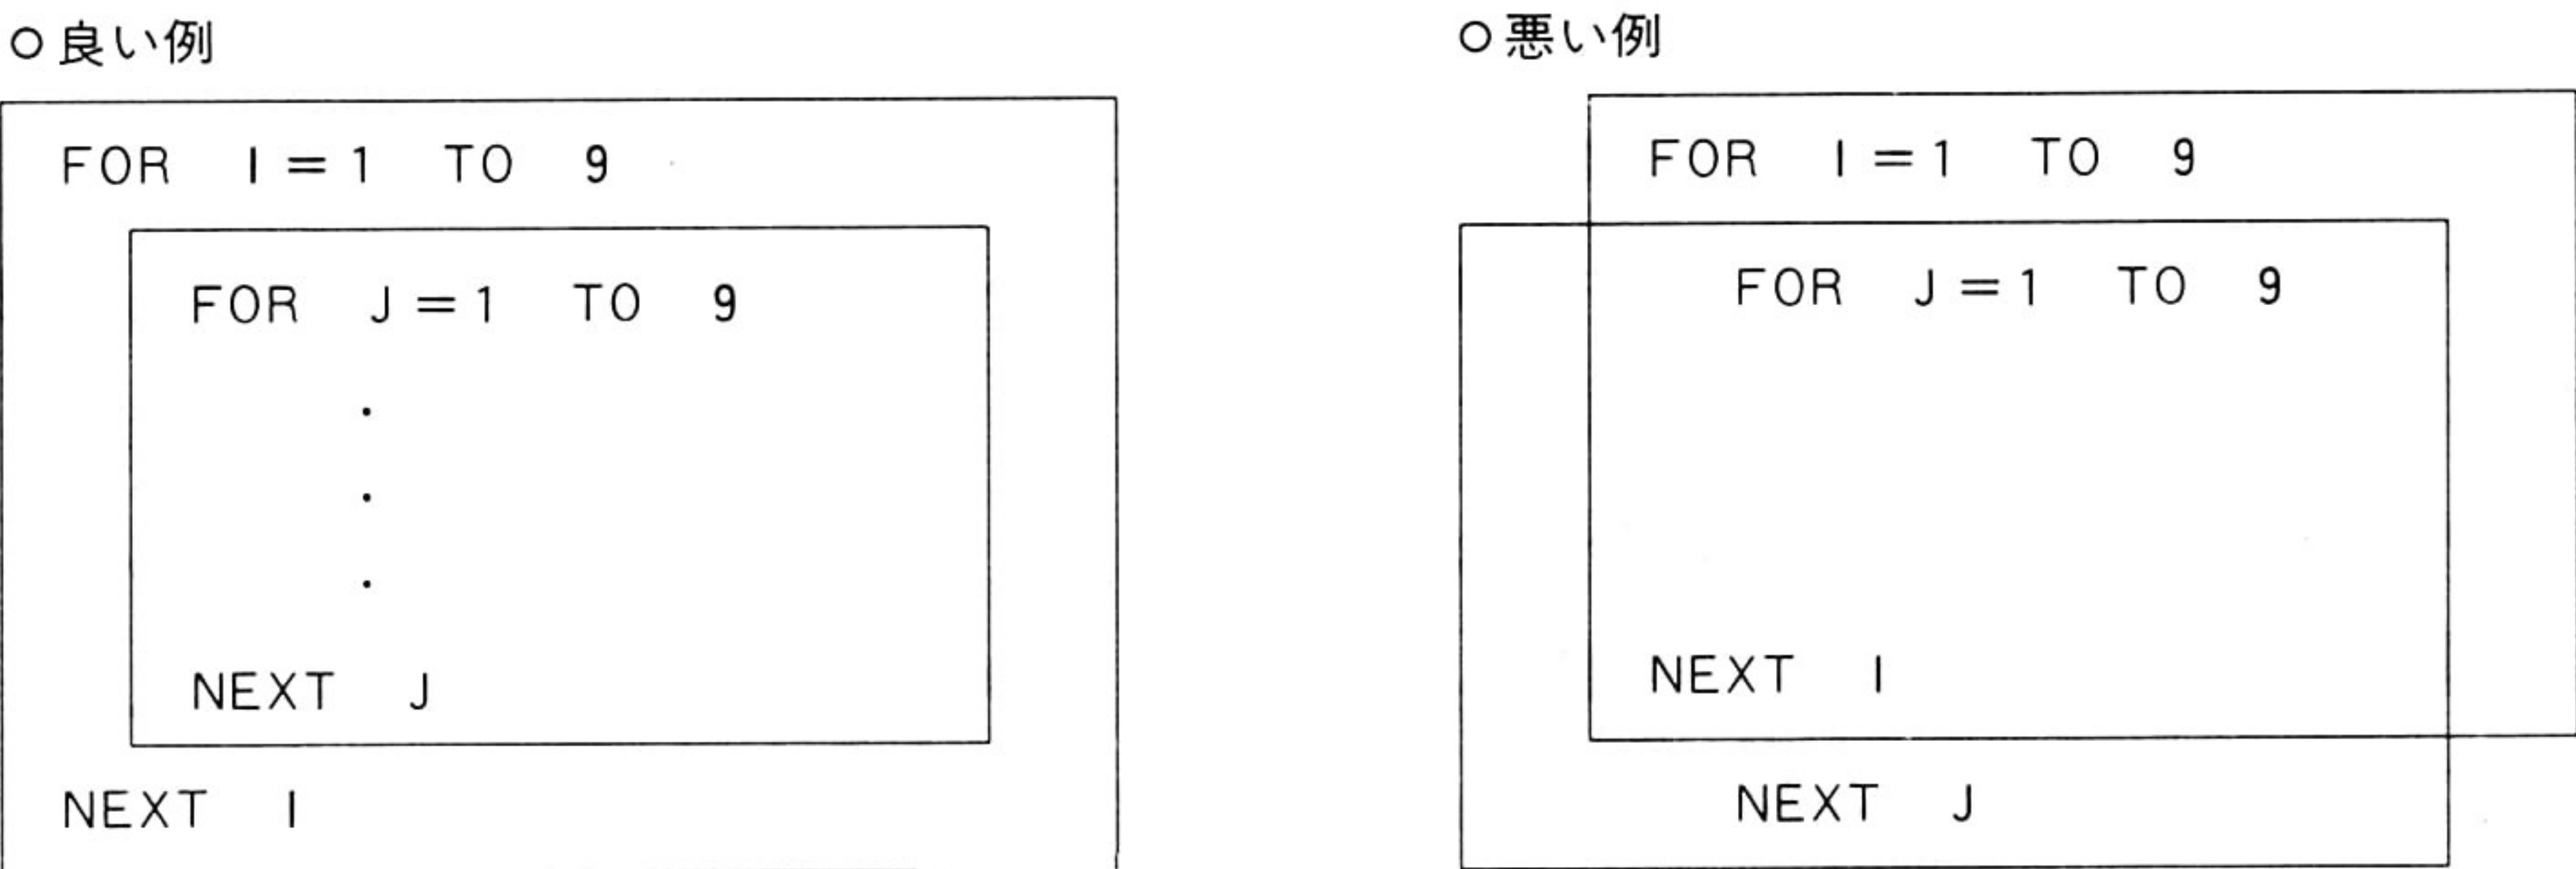 ○良い例
FOR I=1 TO 9
FOR J=1 TO 9
.
.
.
NEXT J
NEXT I
○悪い例
FOR I=1 TO 9
FOR J=1 TO 9
NEXT I
NEXT J